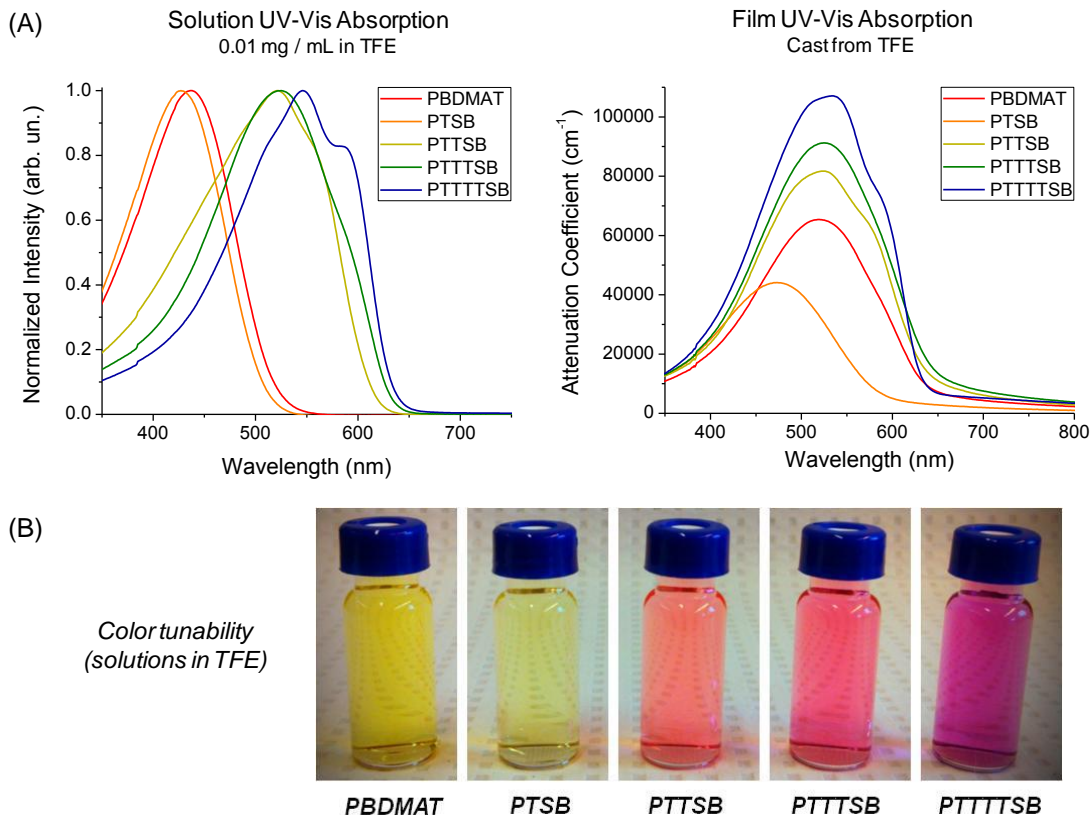 (A)
Solution UV-Vis Absorption
0.01 mg / mL in TFE
Normalized Intensity (arb. un.)
1.0
0.8
0.6
0.4
0.2
0.0
400 500 600 700
Wavelength (nm)
PBDMAT
PTSB
PTTSB
PTTTSB
PTTTTSB
Film UV-Vis Absorption
Cast from TFE
Attenuation Coefficient (cm⁻¹)
100000
80000
60000
40000
20000
0
400 500 600 700 800
Wavelength (nm)
PBDMAT
PTSB
PTTSB
PTTTSB
PTTTTSB
(B)
Color tunability
(solutions in TFE)
PBDMAT PTSB PTTSB PTTTSB PTTTTSB